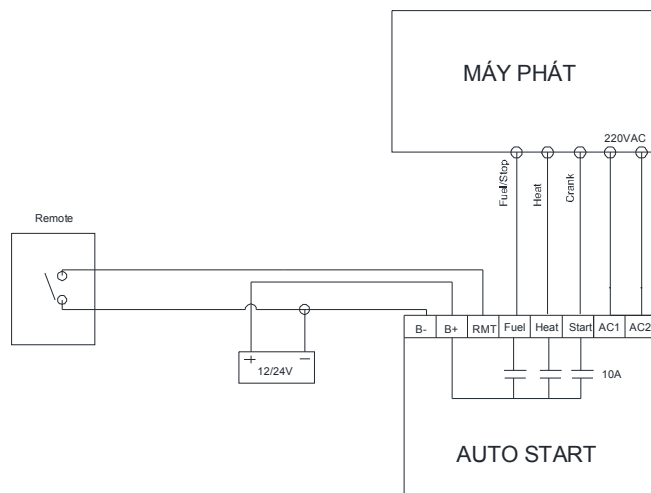 MÁY PHÁT
220VAC
Fuel/Stop
Heat
Crank
Remote
B- B+ RMT Fuel Heat Start AC1 AC2
+ −
12/24V
10A
AUTO START